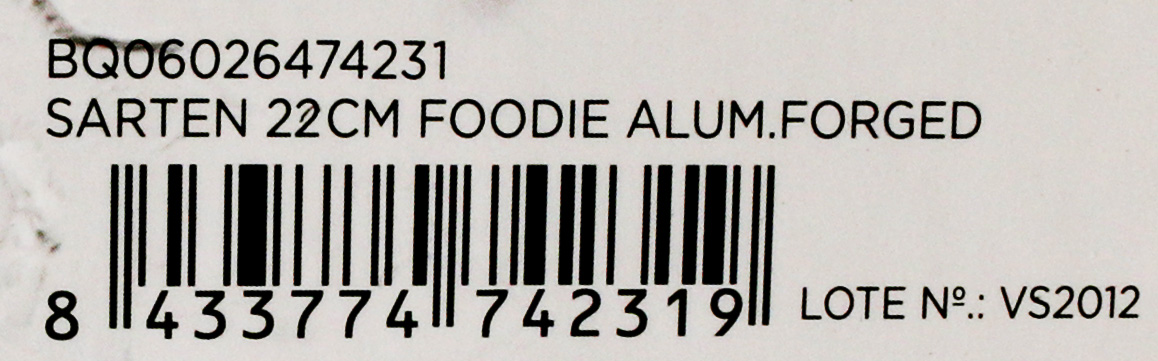 BQ06026474231
SARTEN 22CM FOODIE ALUM.FORGED
8 433774 742319
LOTE Nº.: VS2012